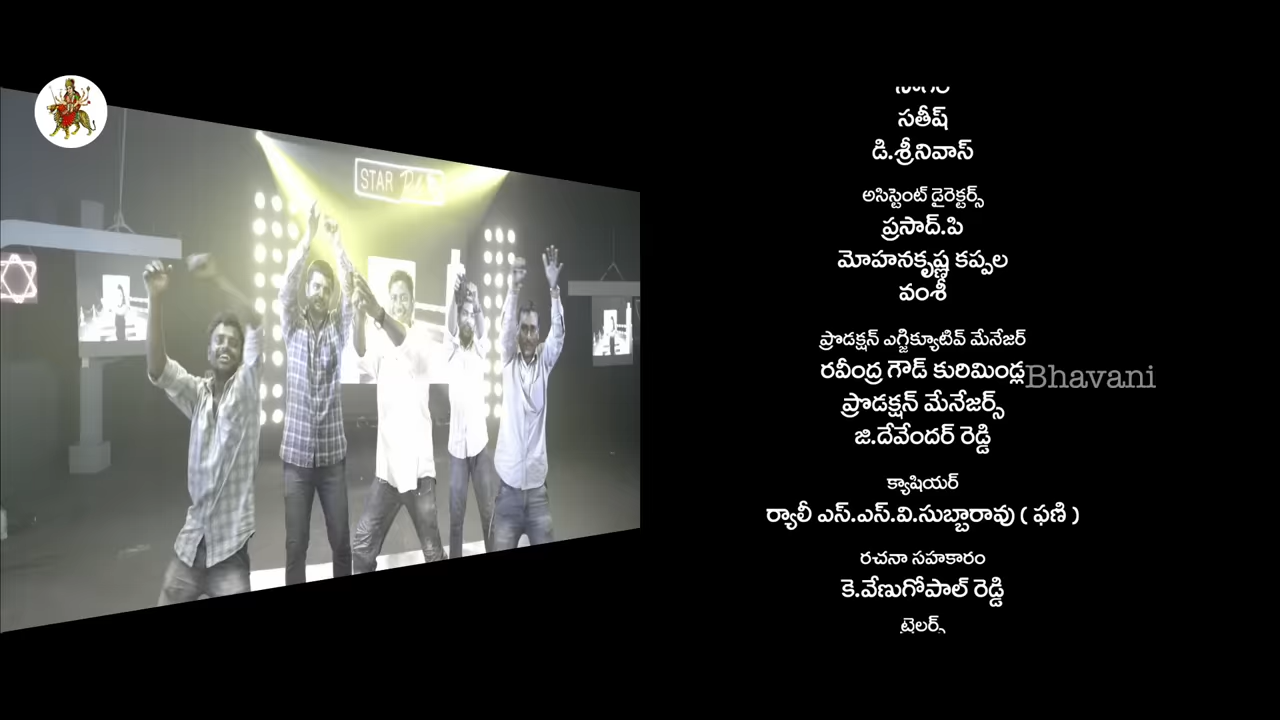 STAR
సతీష్
డి.శ్రీనివాస్
అసిస్టెంట్ డైరెక్టర్స్
ప్రసాద్.పి
మోహనకృష్ణ కప్పల
వంశీ
ప్రొడక్షన్ ఎగ్జిక్యూటివ్ మేనేజర్
రవీంద్ర గౌడ్ కురిమిండ్ల
Bhavani
ప్రొడక్షన్ మేనేజర్స్
జి.దేవేందర్ రెడ్డి
క్యాషియర్
ర్యాలీ ఎస్.ఎస్.వి.సుబ్బారావు ( ఫణి )
రచనా సహకారం
కె.వేణుగోపాల్ రెడ్డి
టైలర్స్